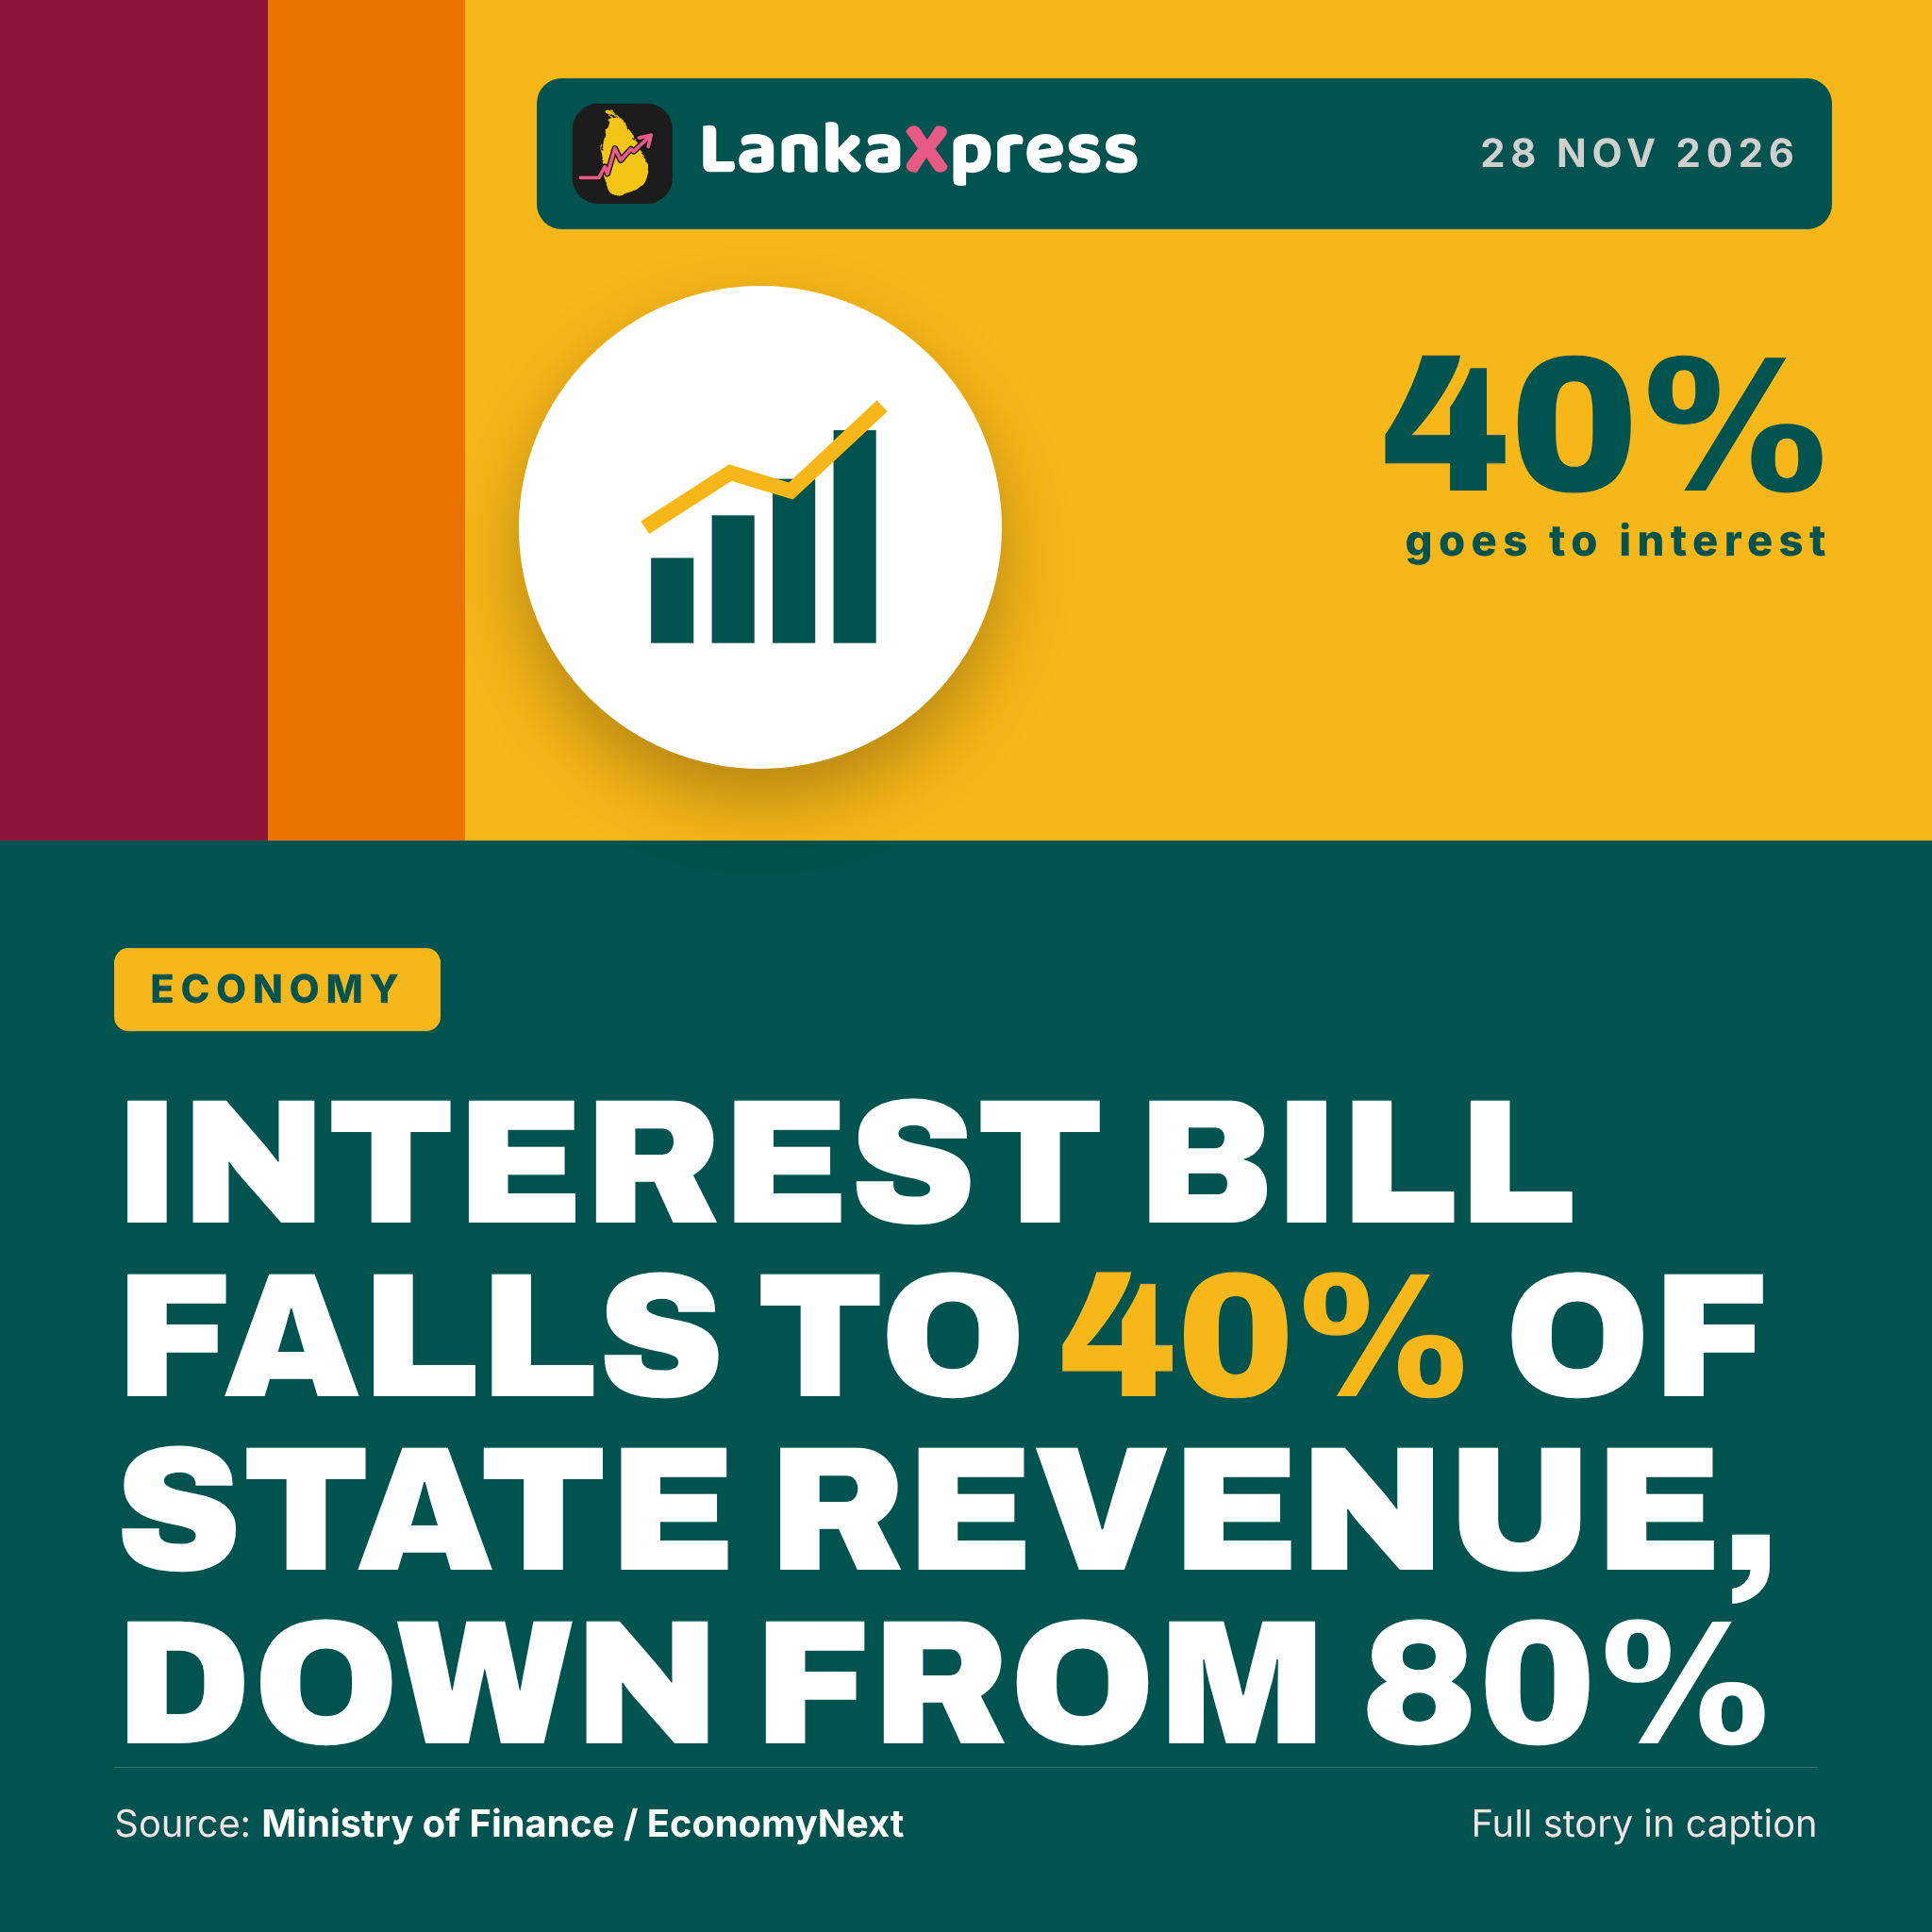 LankaXpress
28 NOV 2026
40%
goes to interest
ECONOMY
INTEREST BILL
FALLS TO 40% OF
STATE REVENUE,
DOWN FROM 80%
Source: Ministry of Finance / EconomyNext
Full story in caption